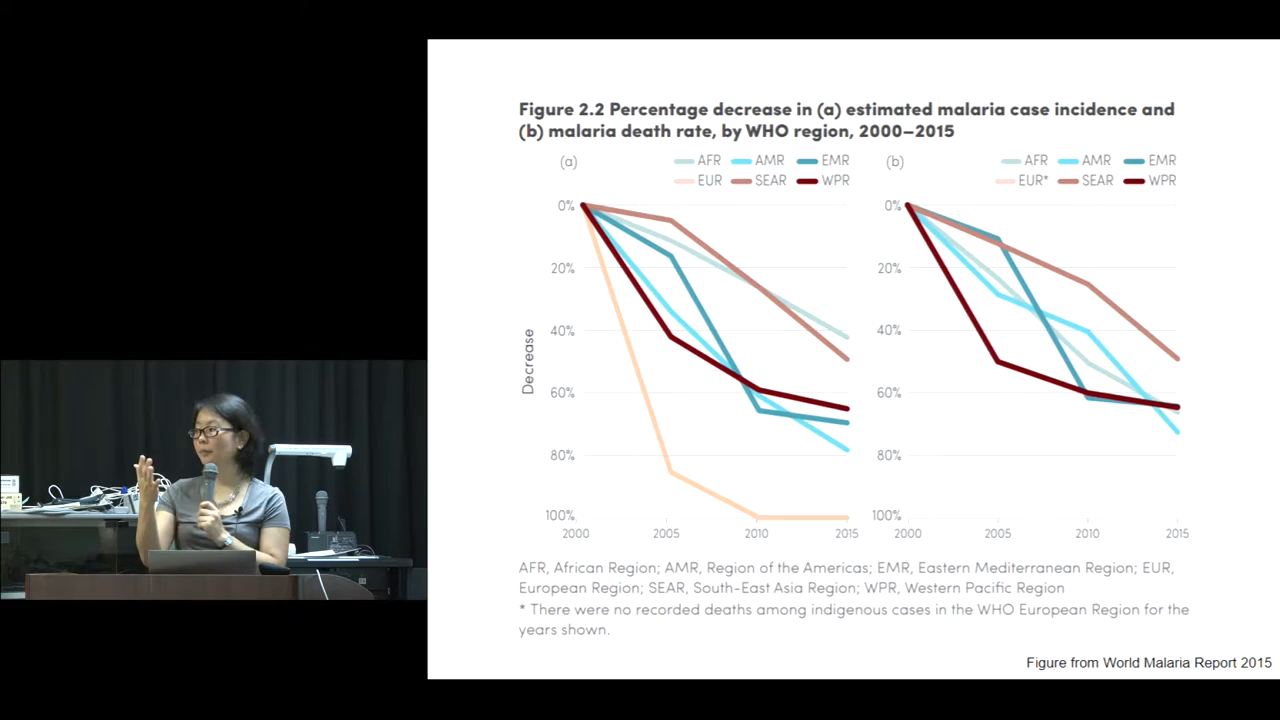 Figure 2.2 Percentage decrease in (a) estimated malaria case incidence and
(b) malaria death rate, by WHO region, 2000–2015
(a) AFR AMR EMR
EUR SEAR WPR
(b) AFR AMR EMR
EUR* SEAR WPR
Decrease
0%
20%
40%
60%
80%
100%
2000 2005 2010 2015
0%
20%
40%
60%
80%
100%
2000 2005 2010 2015
AFR, African Region; AMR, Region of the Americas; EMR, Eastern Mediterranean Region; EUR,
European Region; SEAR, South-East Asia Region; WPR, Western Pacific Region
* There were no recorded deaths among indigenous cases in the WHO European Region for the
years shown.
Figure from World Malaria Report 2015